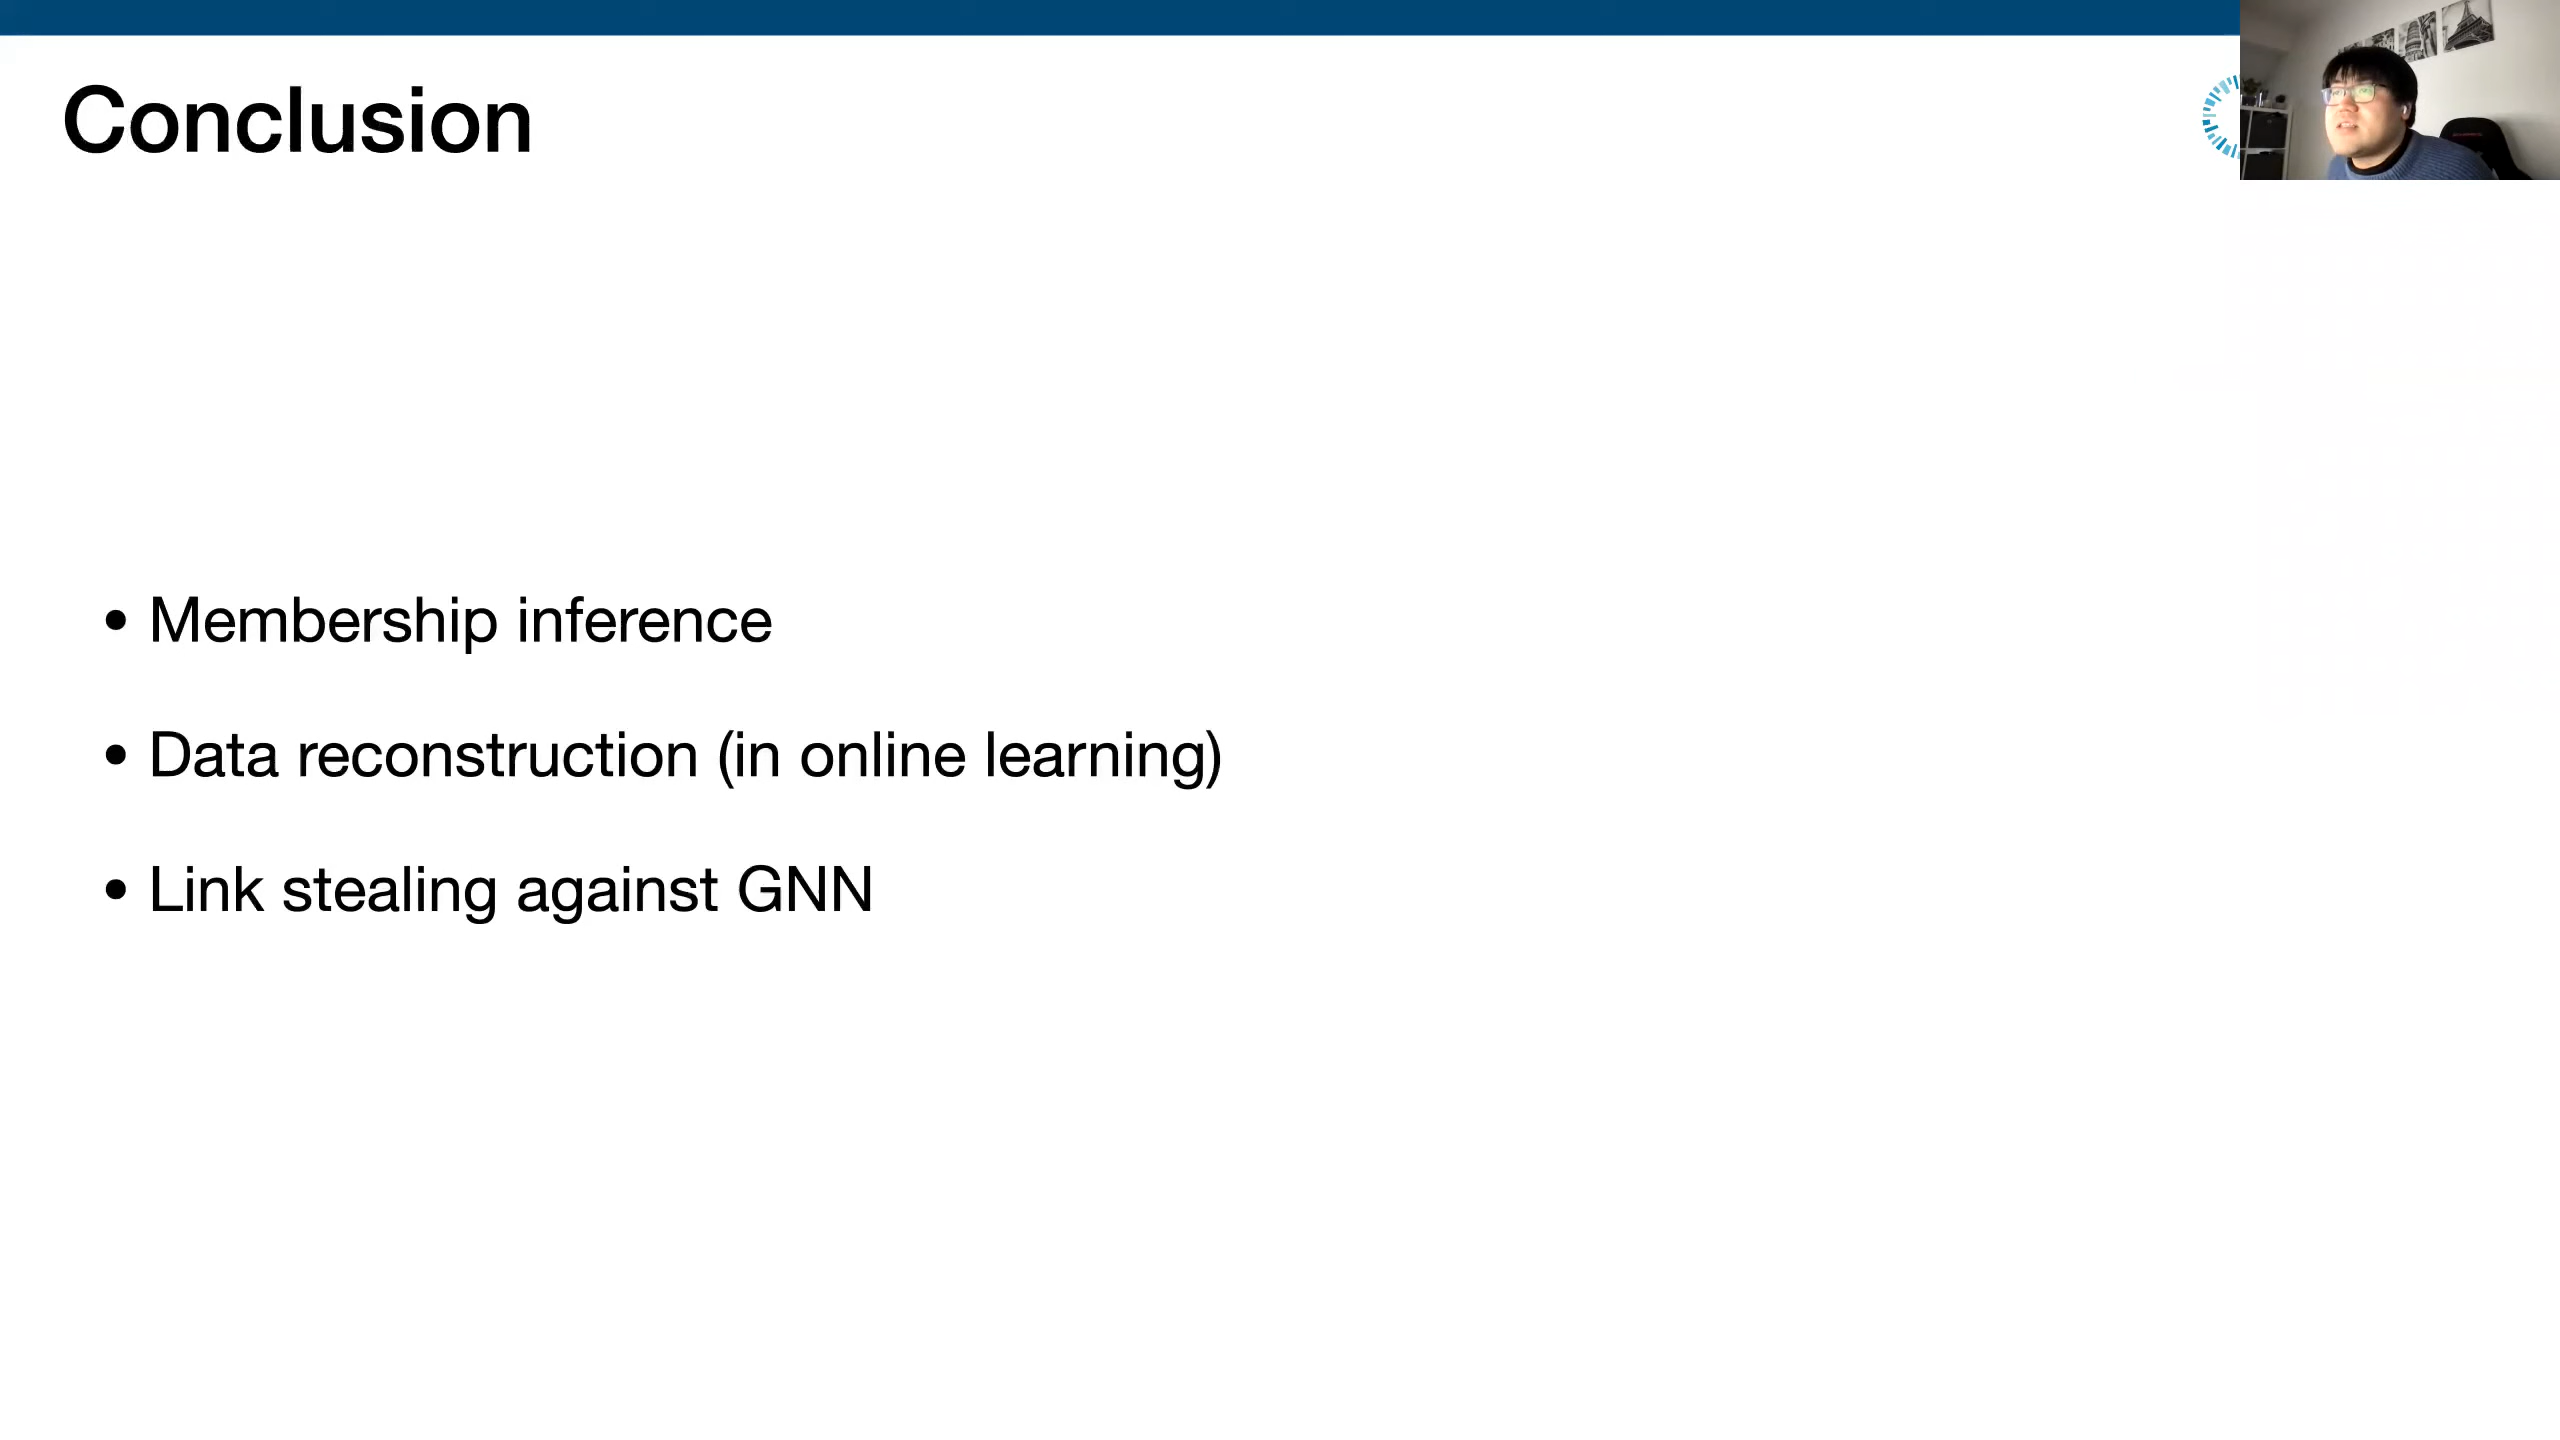 Conclusion
• Membership inference
• Data reconstruction (in online learning)
• Link stealing against GNN